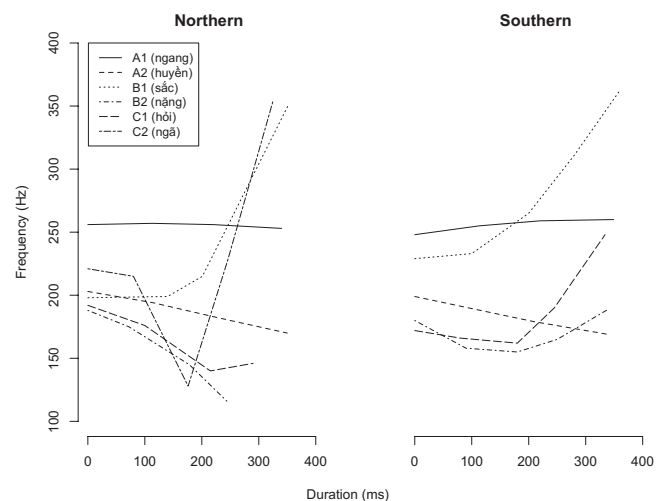 Northern
Southern
A1 (ngang)
A2 (huyền)
B1 (sắc)
B2 (nặng)
C1 (hỏi)
C2 (ngã)
Frequency (Hz)
400
350
300
250
200
150
100
0 100 200 300 400
0 100 200 300 400
Duration (ms)